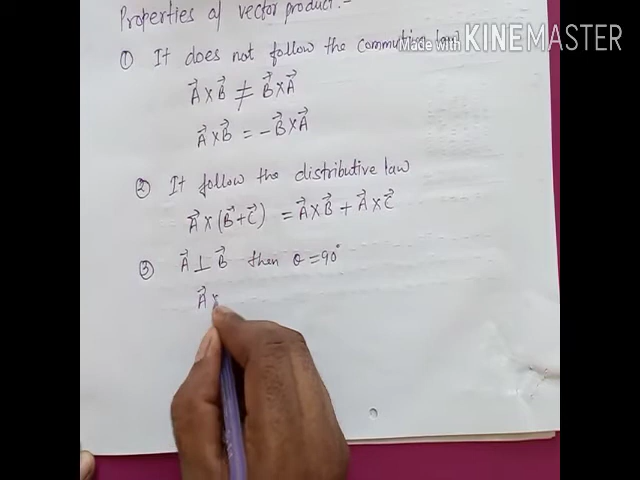 Properties of vector product :-
① It does not follow the commution law
Made with KINEMASTER
A⃗ × B⃗ ≠ B⃗ × A⃗
A⃗ × B⃗ = - B⃗ × A⃗
② It follow the distributive law
A⃗ × (B⃗ + C⃗) = A⃗ × B⃗ + A⃗ × C⃗
③ A⃗ ⊥ B⃗ then θ = 90°
A⃗ ×